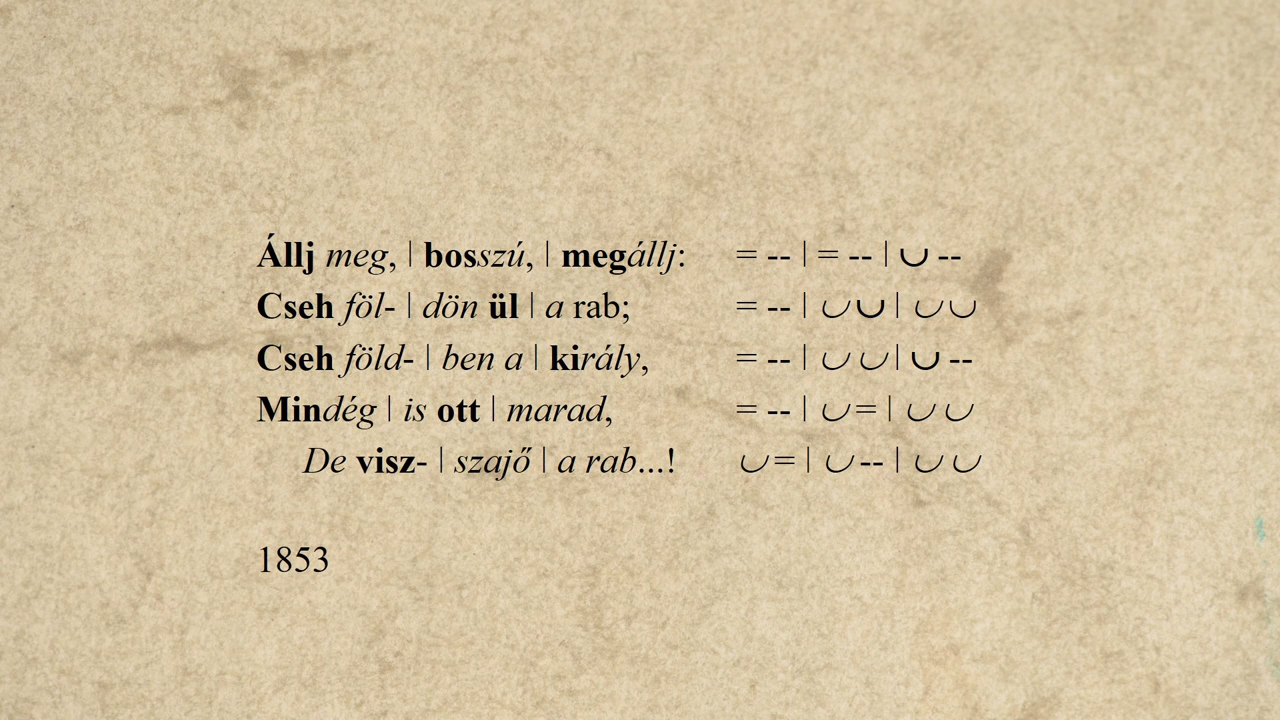 Állj meg, | bosszú, | megállj: = -- | = -- | ∪ --
Cseh föl- | dön ül | a rab; = -- | ∪∪ | ∪∪
Cseh föld- | ben a | király, = -- | ∪ ∪ | ∪ --
Mindég | is ott | marad, = -- | ∪= | ∪ ∪
De visz- | szajő | a rab...! ∪= | ∪ -- | ∪ ∪
1853